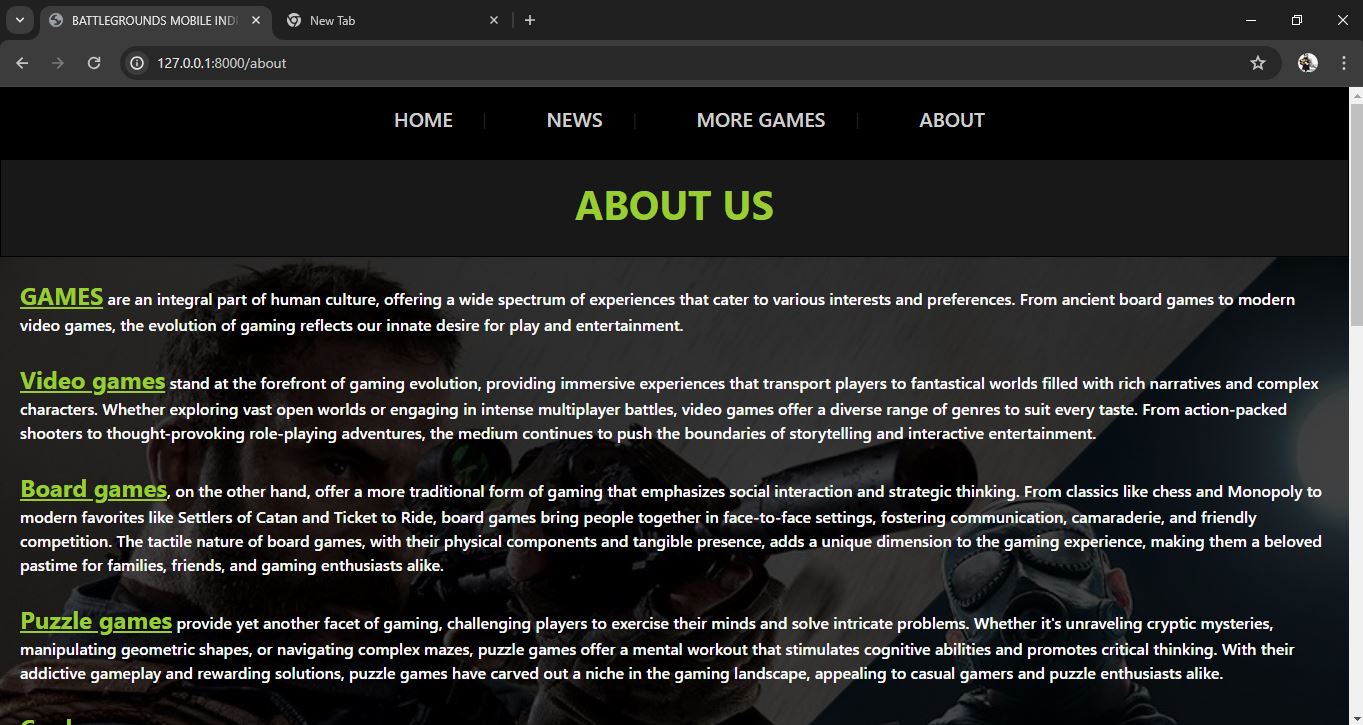 BATTLEGROUNDS MOBILE INDI
New Tab
127.0.0.1:8000/about
HOME
NEWS
MORE GAMES
ABOUT
ABOUT US
GAMES are an integral part of human culture, offering a wide spectrum of experiences that cater to various interests and preferences. From ancient board games to modern
video games, the evolution of gaming reflects our innate desire for play and entertainment.
Video games stand at the forefront of gaming evolution, providing immersive experiences that transport players to fantastical worlds filled with rich narratives and complex
characters. Whether exploring vast open worlds or engaging in intense multiplayer battles, video games offer a diverse range of genres to suit every taste. From action-packed
shooters to thought-provoking role-playing adventures, the medium continues to push the boundaries of storytelling and interactive entertainment.
Board games, on the other hand, offer a more traditional form of gaming that emphasizes social interaction and strategic thinking. From classics like chess and Monopoly to
modern favorites like Settlers of Catan and Ticket to Ride, board games bring people together in face-to-face settings, fostering communication, camaraderie, and friendly
competition. The tactile nature of board games, with their physical components and tangible presence, adds a unique dimension to the gaming experience, making them a beloved
pastime for families, friends, and gaming enthusiasts alike.
Puzzle games provide yet another facet of gaming, challenging players to exercise their minds and solve intricate problems. Whether it's unraveling cryptic mysteries,
manipulating geometric shapes, or navigating complex mazes, puzzle games offer a mental workout that stimulates cognitive abilities and promotes critical thinking. With their
addictive gameplay and rewarding solutions, puzzle games have carved out a niche in the gaming landscape, appealing to casual gamers and puzzle enthusiasts alike.